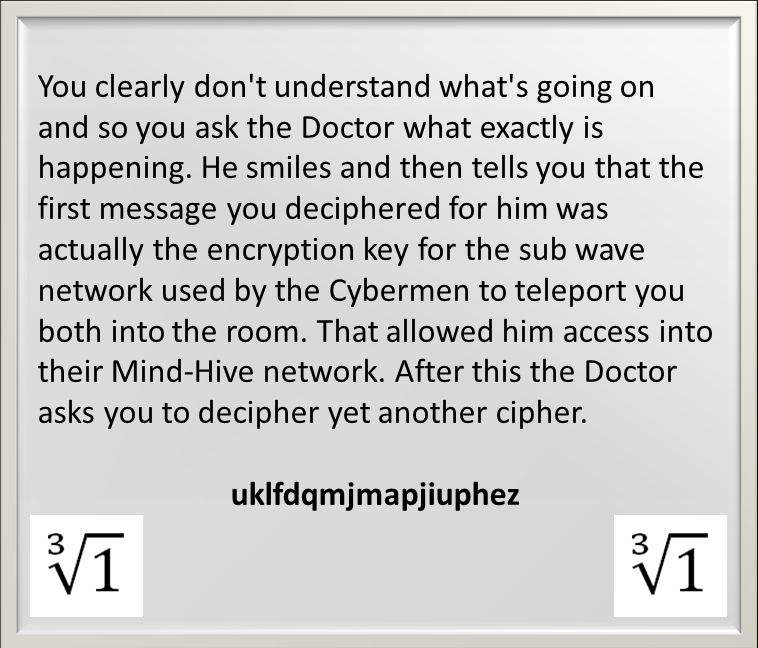 You clearly don't understand what's going on
and so you ask the Doctor what exactly is
happening. He smiles and then tells you that the
first message you deciphered for him was
actually the encryption key for the sub wave
network used by the Cybermen to teleport you
both into the room. That allowed him access into
their Mind-Hive network. After this the Doctor
asks you to decipher yet another cipher.
uklfdqmjmapjiuphez
∛1 ∛1